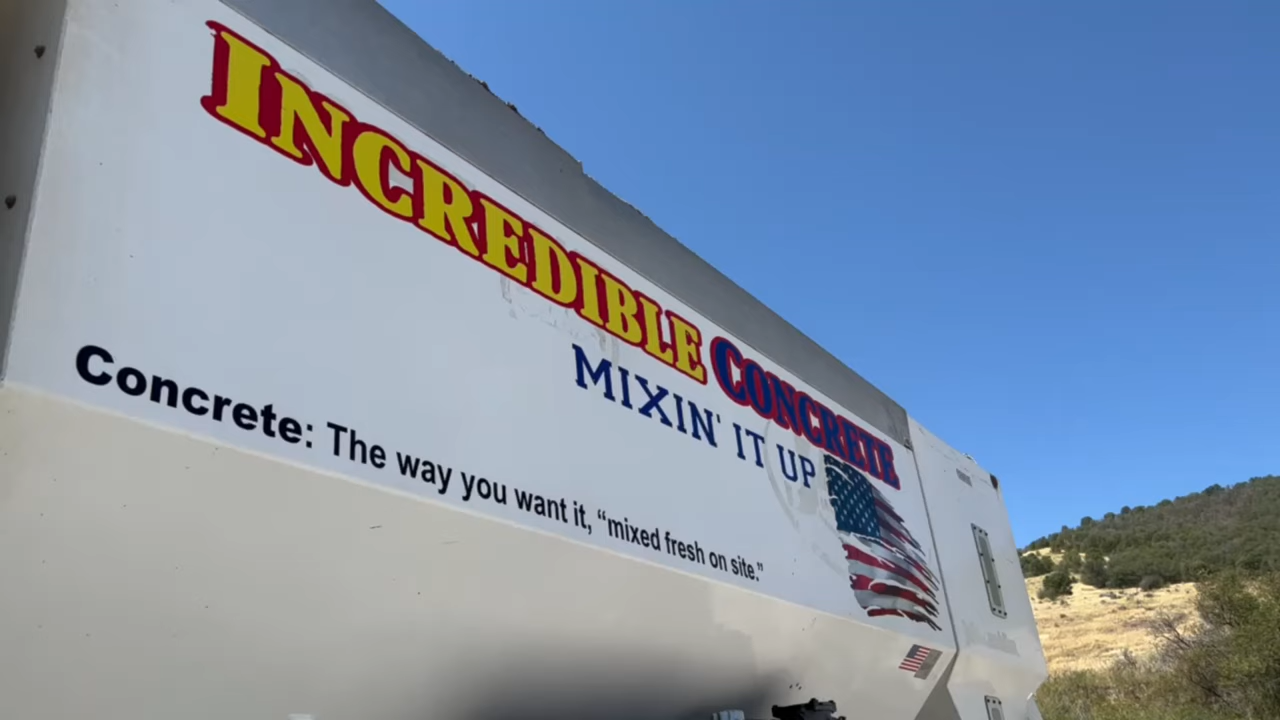 INCREDIBLE CONCRETE
MIXIN' IT UP
Concrete: The way you want it, “mixed fresh on site.”